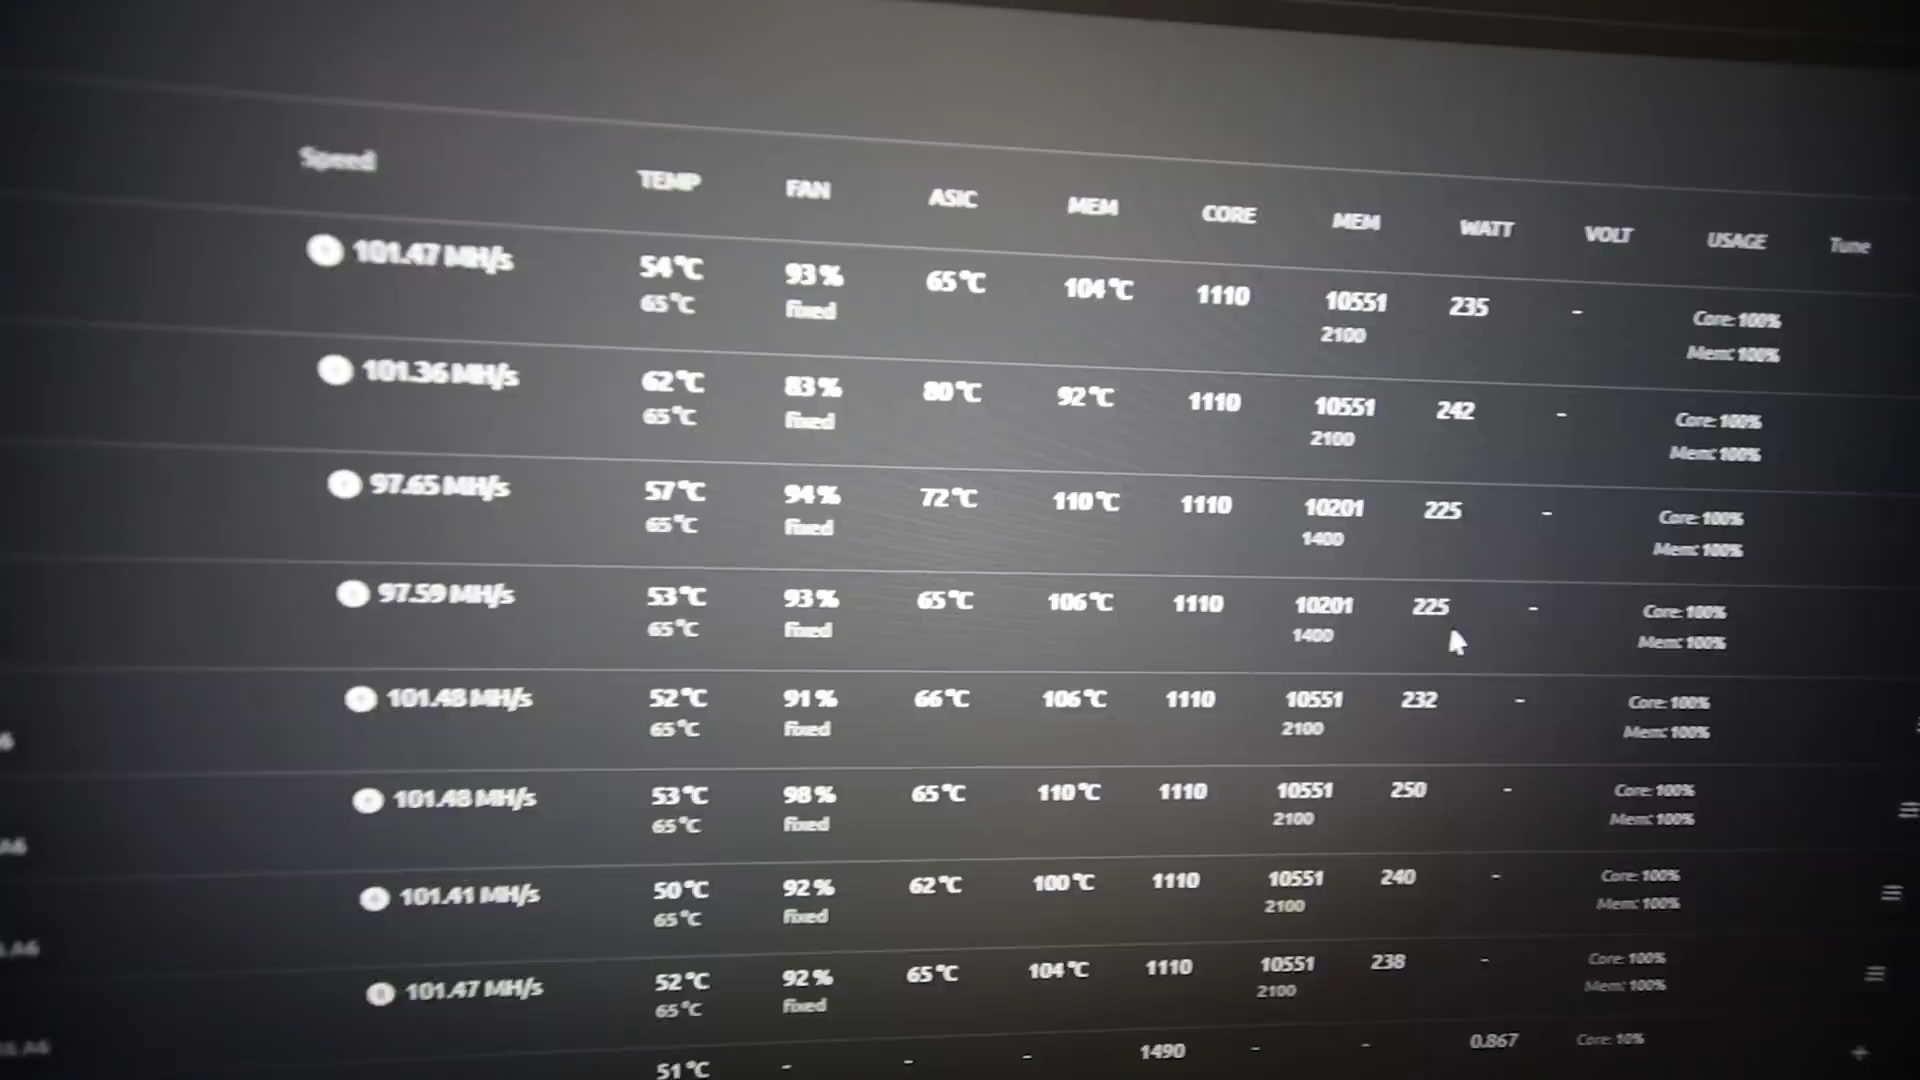 Speed TEMP FAN ASIC MEM CORE MEM WATT VOLT USAGE Tune
101.47 MH/s 54°C 93% 65°C 104°C 1110 10551 235 - Core: 100%
65°C fixed 2100 Mem: 100%
101.36 MH/s 62°C 83% 80°C 92°C 1110 10551 242 - Core: 100%
65°C fixed 2100 Mem: 100%
97.65 MH/s 57°C 94% 72°C 110°C 1110 10201 225 - Core: 100%
65°C fixed 1400 Mem: 100%
97.59 MH/s 53°C 93% 65°C 106°C 1110 10201 225 - Core: 100%
65°C fixed 1400 Mem: 100%
101.48 MH/s 52°C 91% 66°C 106°C 1110 10551 232 - Core: 100%
65°C fixed 2100 Mem: 100%
101.48 MH/s 53°C 98% 65°C 110°C 1110 10551 250 - Core: 100%
65°C fixed 2100 Mem: 100%
101.41 MH/s 50°C 92% 62°C 100°C 1110 10551 240 - Core: 100%
65°C fixed 2100 Mem: 100%
101.47 MH/s 52°C 92% 65°C 104°C 1110 10551 238 - Core: 100%
65°C fixed 2100 Mem: 100%
51°C - - - 1490 - - 0.867 Core: 10% +